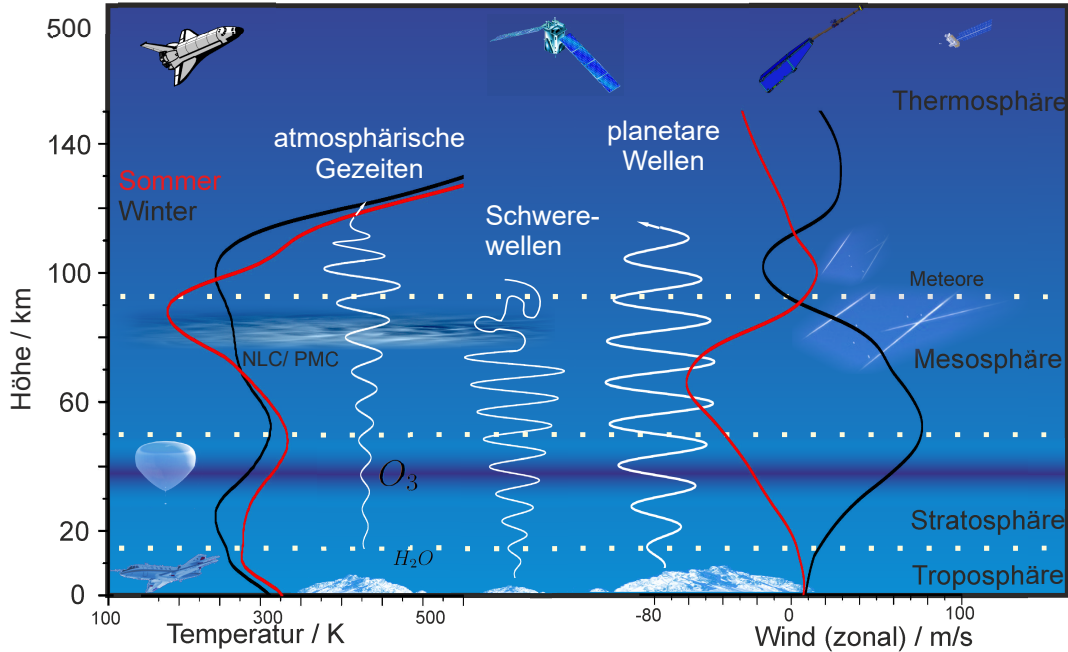 500
Thermosphäre
140
atmosphärische
Gezeiten
planetare
Wellen
Sommer
Winter
Schwere-
wellen
100
Meteore
Höhe / km
NLC/ PMC
Mesosphäre
60
O₃
20
Stratosphäre
H₂O
Troposphäre
0
100
300
500
-80
0
100
Temperatur / K
Wind (zonal) / m/s